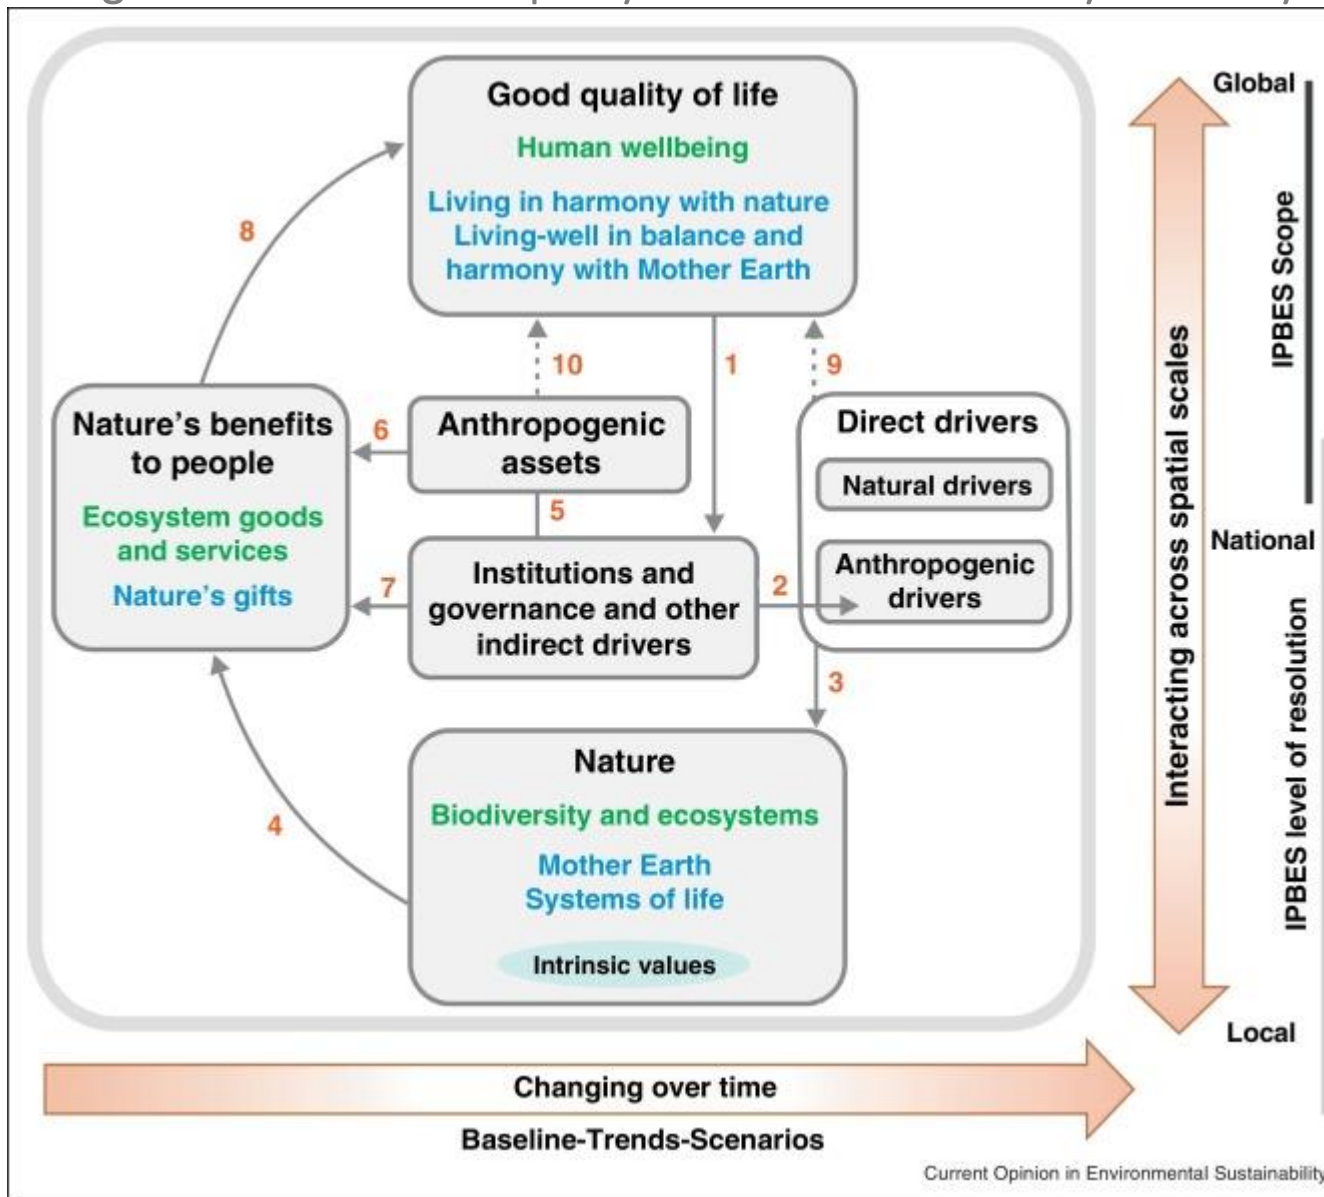 Good quality of life
Human wellbeing
Living in harmony with nature
Living-well in balance and
harmony with Mother Earth
8
10
1
9
Nature's benefits
to people
Ecosystem goods
and services
Nature's gifts
6
Anthropogenic
assets
5
7
Institutions and
governance and other
indirect drivers
2
Direct drivers
Natural drivers
Anthropogenic
drivers
3
4
Nature
Biodiversity and ecosystems
Mother Earth
Systems of life
Intrinsic values
Interacting across spatial scales
Global
IPBES Scope
National
IPBES level of resolution
Local
Changing over time
Baseline-Trends-Scenarios
Current Opinion in Environmental Sustainability